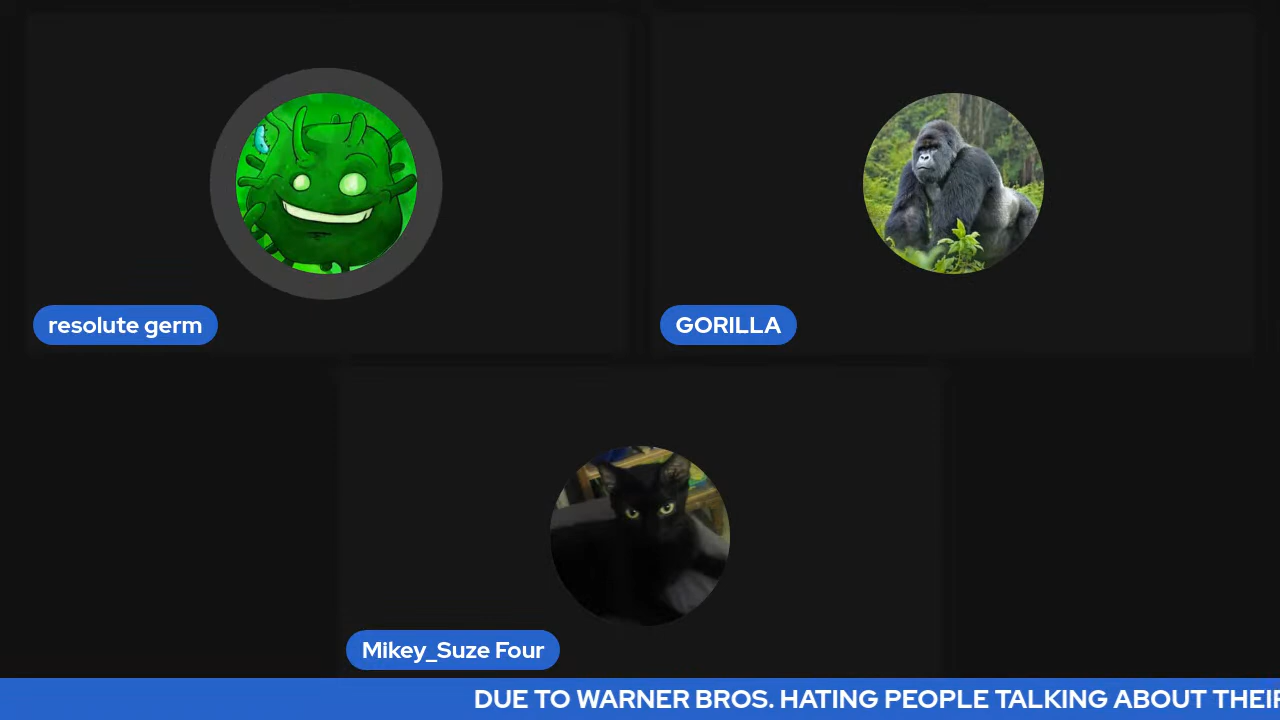 resolute germ
GORILLA
Mikey_Suze Four
DUE TO WARNER BROS. HATING PEOPLE TALKING ABOUT THEIR